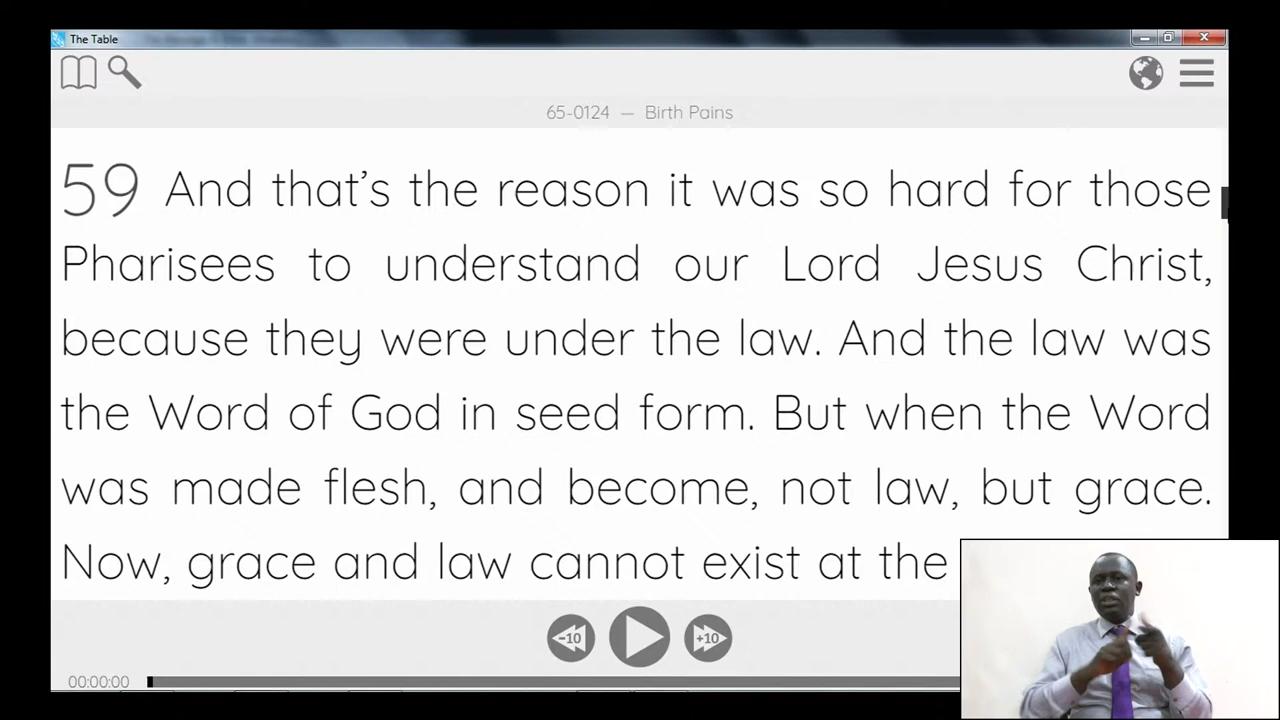 The Table
65-0124 — Birth Pains
59 And that’s the reason it was so hard for those
Pharisees to understand our Lord Jesus Christ,
because they were under the law. And the law was
the Word of God in seed form. But when the Word
was made flesh, and become, not law, but grace.
Now, grace and law cannot exist at the
-10
+10
00:00:00